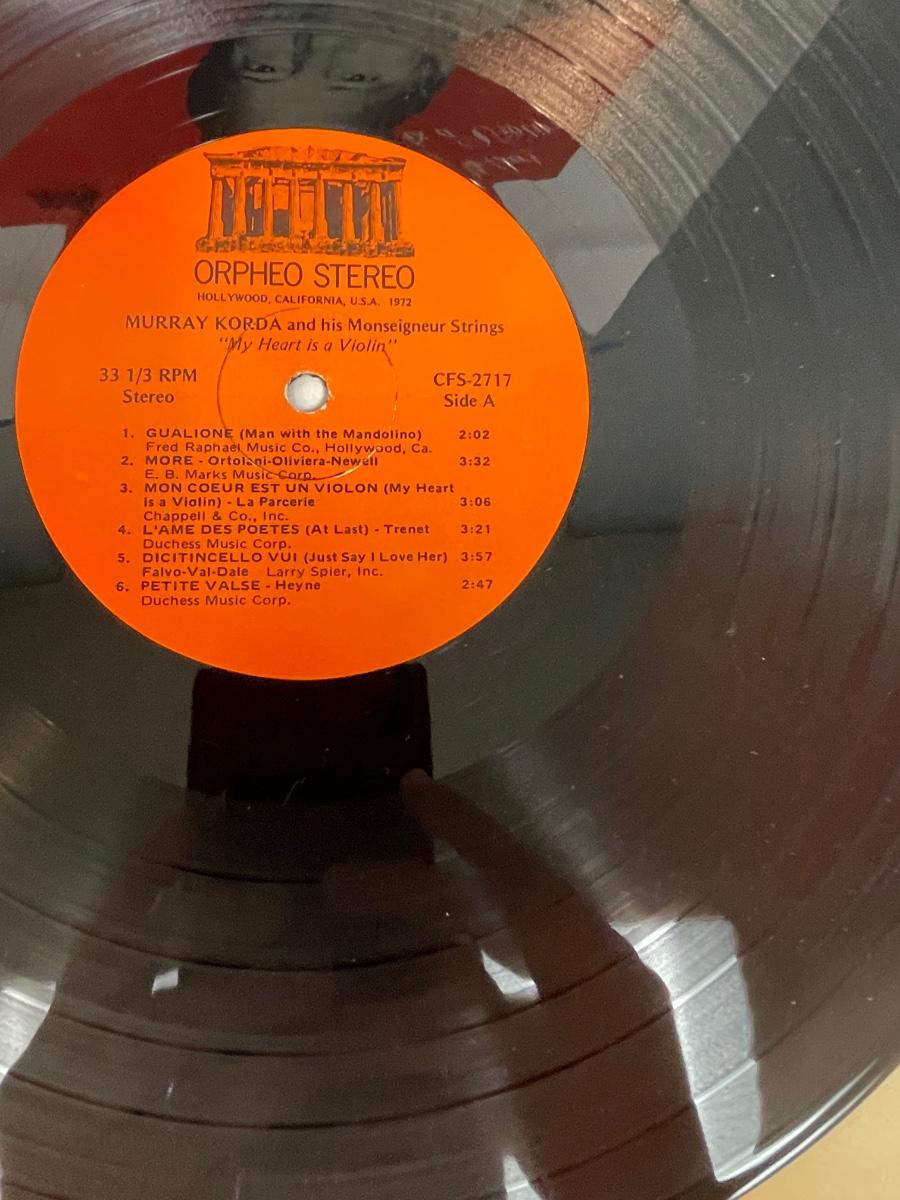 ORPHEO STEREO
HOLLYWOOD, CALIFORNIA, U.S.A. 1972
MURRAY KORDA and his Monseigneur Strings
"My Heart is a Violin"
33 1/3 RPM
Stereo
CFS-2717
Side A
1. GUALIONE (Man with the Mandolino) 2:02
Fred Raphael Music Co., Hollywood, Ca.
2. MORE - Ortolani-Oliviera-Newell 3:32
E. B. Marks Music Corp.
3. MON COEUR EST UN VIOLON (My Heart
is a Violin) - La Parcerie 3:06
Chappell & Co., Inc.
4. L'AME DES POETES (At Last) - Trenet 3:21
Duchess Music Corp.
5. DICITINCELLO VUI (Just Say I Love Her) 3:57
Falvo-Val-Dale Larry Spier, Inc.
6. PETITE VALSE - Heyne 2:47
Duchess Music Corp.